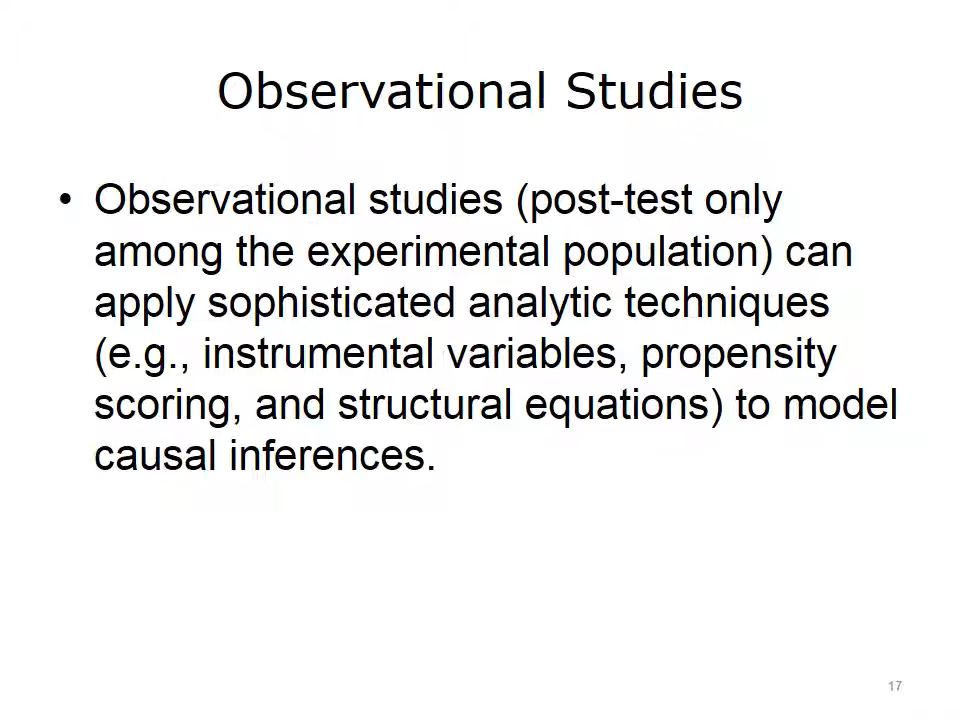 Observational Studies
• Observational studies (post-test only
among the experimental population) can
apply sophisticated analytic techniques
(e.g., instrumental variables, propensity
scoring, and structural equations) to model
causal inferences.
17